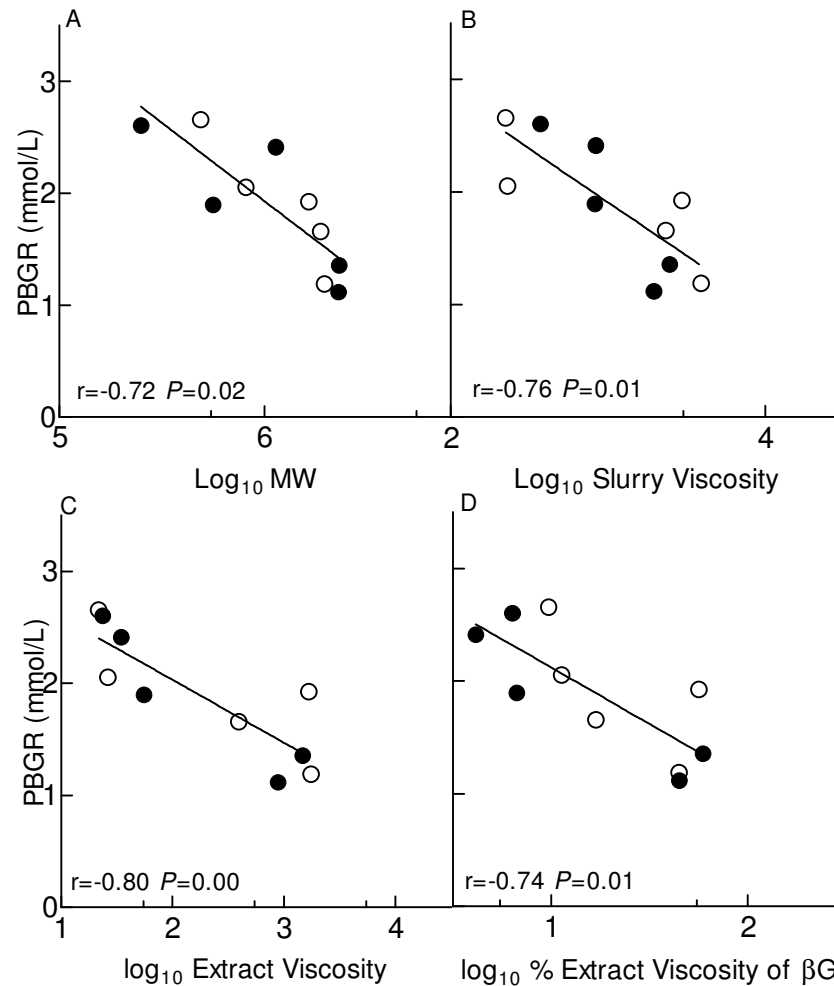 A
B
3
2
1
0
PBGR (mmol/L)
r=-0.72 P=0.02
r=-0.76 P=0.01
5
6
2
4
Log₁₀ MW
Log₁₀ Slurry Viscosity
C
D
3
2
1
0
PBGR (mmol/L)
r=-0.80 P=0.00
r=-0.74 P=0.01
1
2
3
4
1
2
log₁₀ Extract Viscosity
log₁₀ % Extract Viscosity of βG